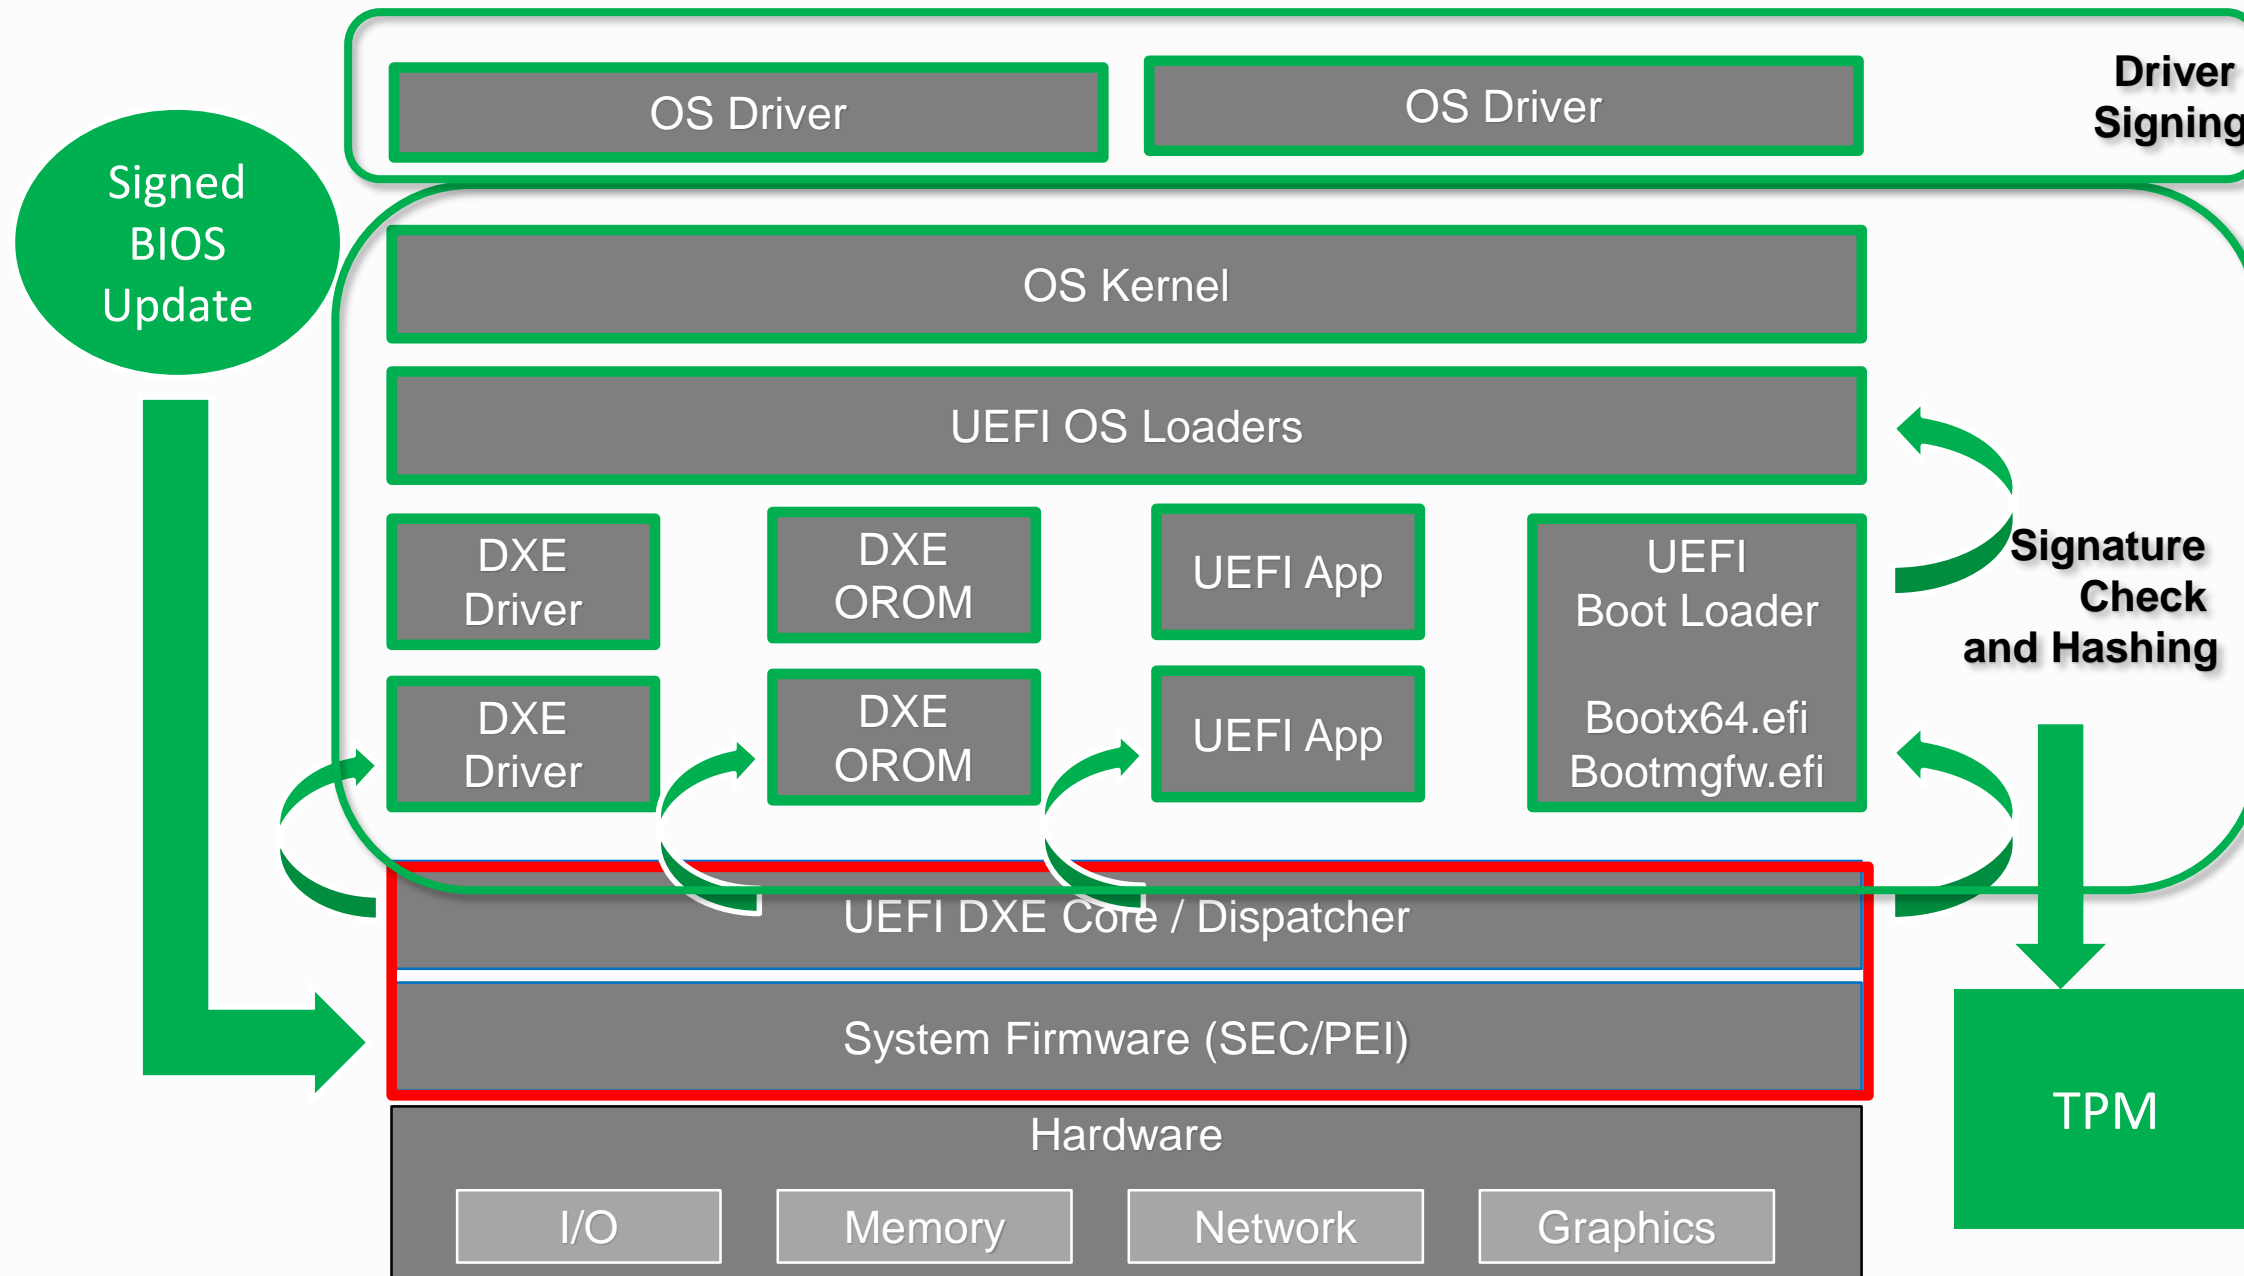 OS Driver
OS Driver
Driver
Signing
Signed
BIOS
Update
OS Kernel
UEFI OS Loaders
DXE
Driver
DXE
OROM
UEFI App
UEFI
Boot Loader
Bootx64.efi
Bootmgfw.efi
Signature
Check
and Hashing
DXE
Driver
DXE
OROM
UEFI App
UEFI DXE Core / Dispatcher
System Firmware (SEC/PEI)
TPM
Hardware
I/O
Memory
Network
Graphics